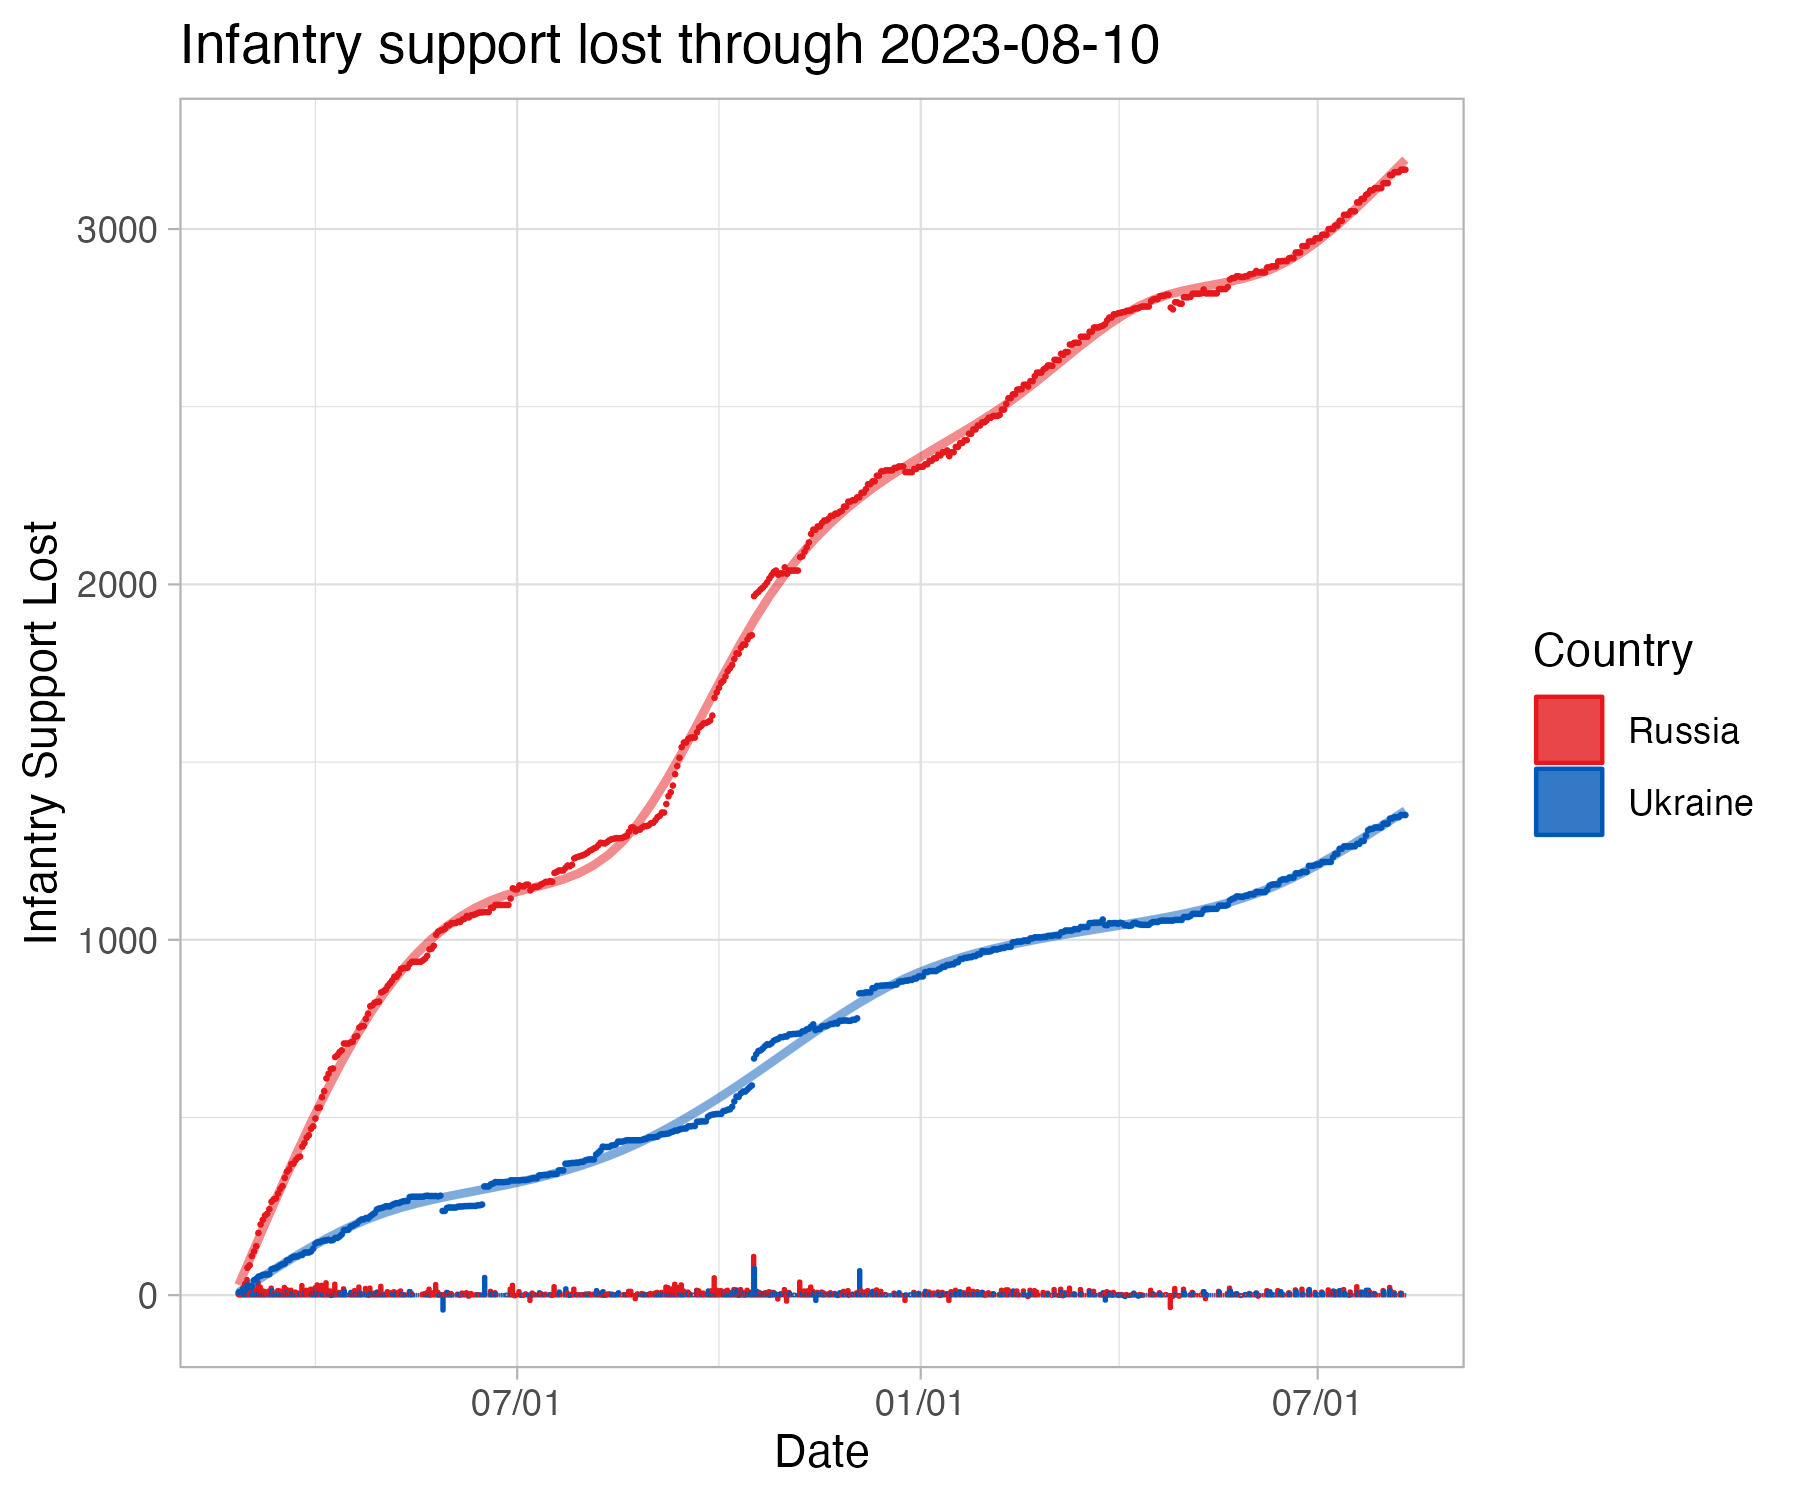 Infantry support lost through 2023-08-10
Infantry Support Lost
3000
2000
1000
0
07/01
01/01
07/01
Date
Country
Russia
Ukraine